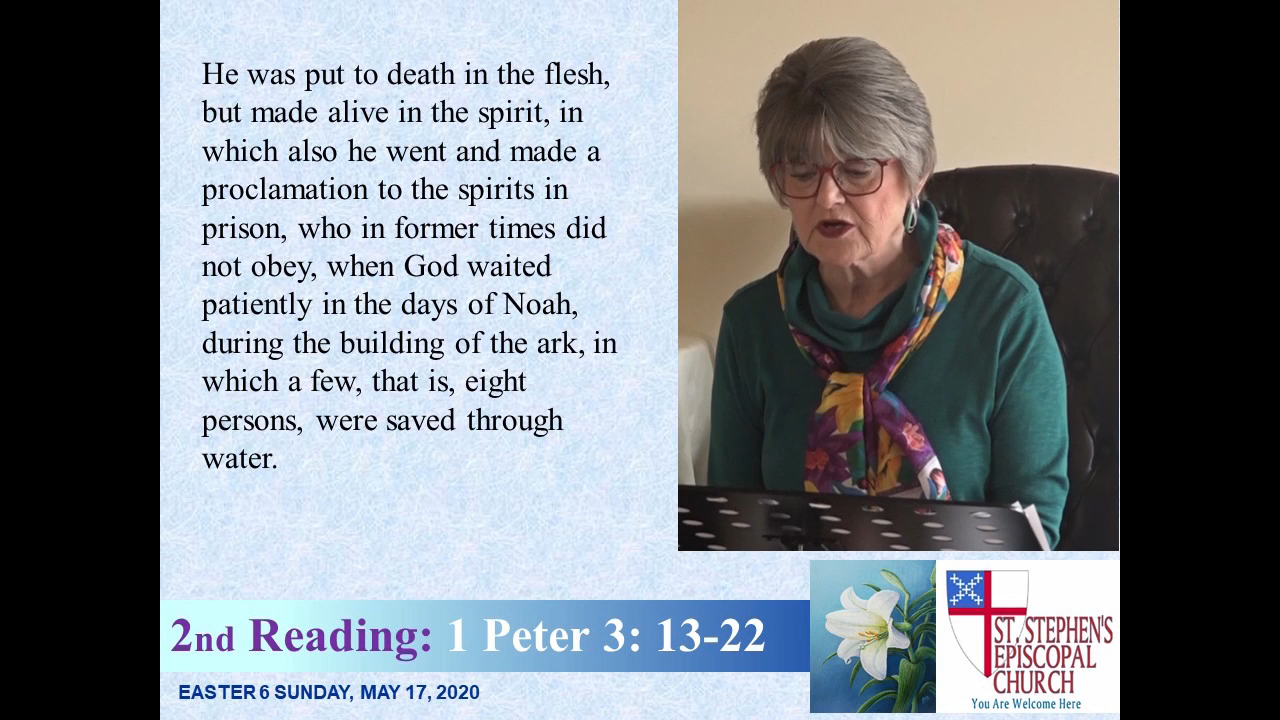 He was put to death in the flesh,
but made alive in the spirit, in
which also he went and made a
proclamation to the spirits in
prison, who in former times did
not obey, when God waited
patiently in the days of Noah,
during the building of the ark, in
which a few, that is, eight
persons, were saved through
water.
2nd Reading: 1 Peter 3: 13-22
EASTER 6 SUNDAY, MAY 17, 2020
ST. STEPHEN'S
EPISCOPAL
CHURCH
You Are Welcome Here